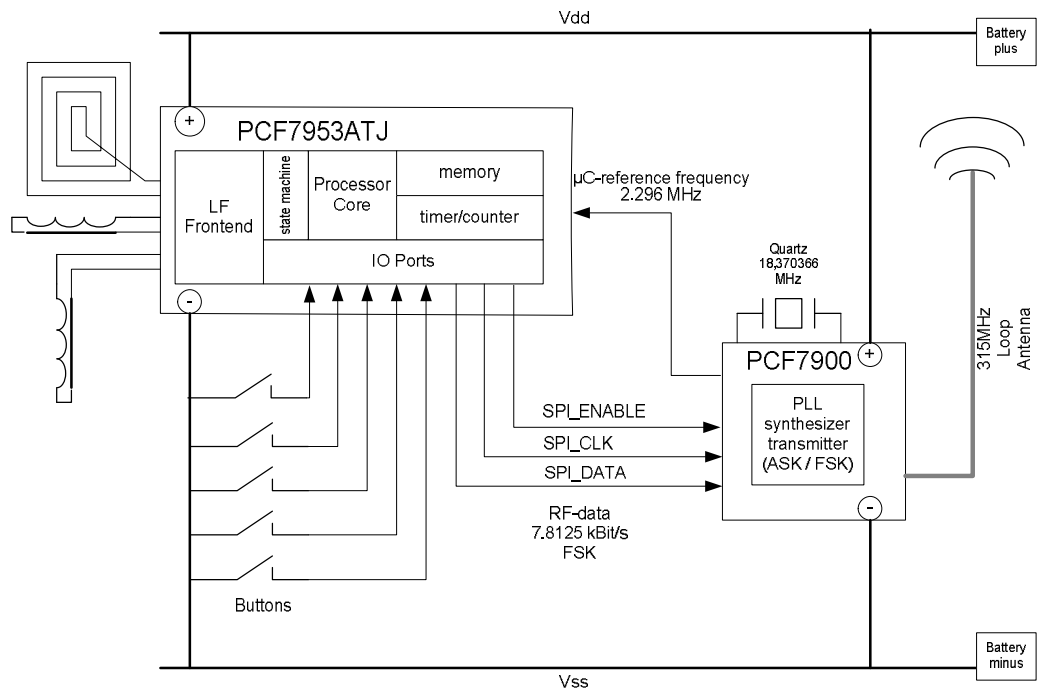 Vdd
Battery
plus
+
PCF7953ATJ
LF
Frontend
state machine
Processor
Core
memory
timer/counter
IO Ports
-
µC-reference frequency
2.296 MHz
Quartz
18,370366
MHz
315MHz
Loop
Antenna
PCF7900
+
PLL
synthesizer
transmitter
(ASK / FSK)
-
SPI_ENABLE
SPI_CLK
SPI_DATA
RF-data
7.8125 kBit/s
FSK
Buttons
Battery
minus
Vss